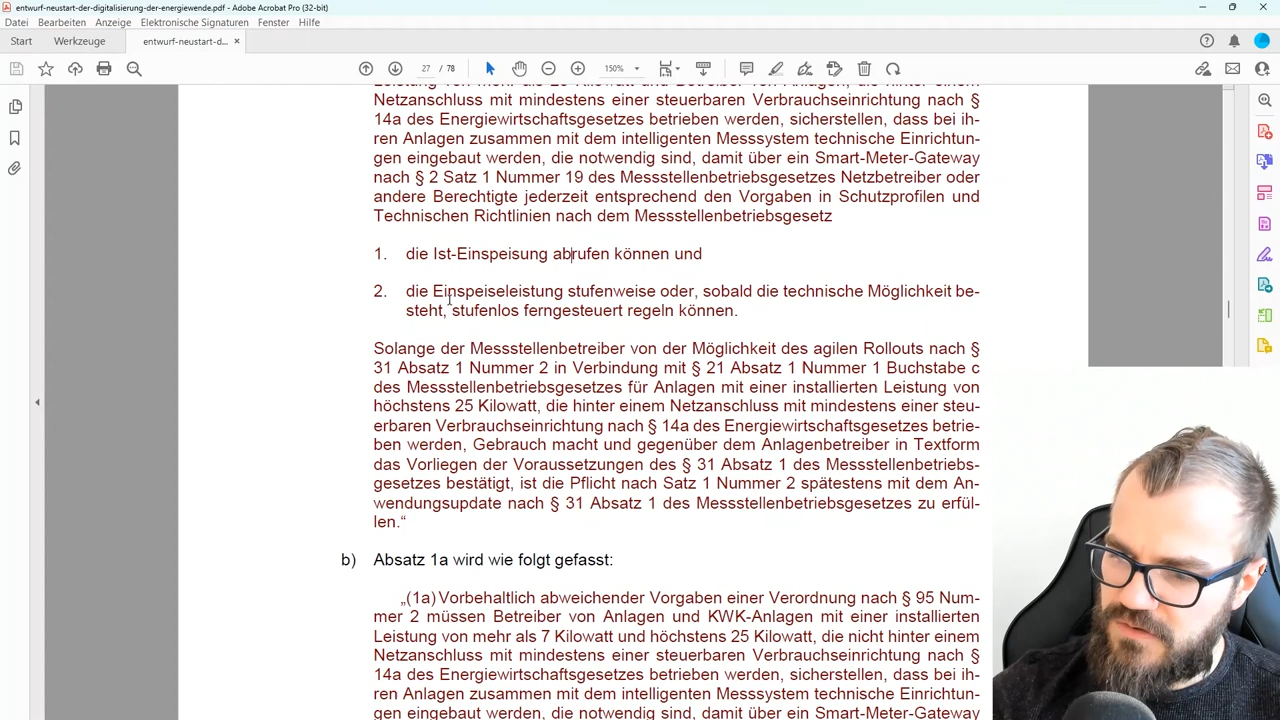 entwurf-neustart-der-digitalisierung-der-energiewende.pdf - Adobe Acrobat Pro (32-bit)
Datei Bearbeiten Anzeige Elektronische Signaturen Fenster Hilfe
Start Werkzeuge entwurf-neustart-d... ×
27 / 78 150%
Netzanschluss mit mindestens einer steuerbaren Verbrauchseinrichtung nach §
14a des Energiewirtschaftsgesetzes betrieben werden, sicherstellen, dass bei ih-
ren Anlagen zusammen mit dem intelligenten Messsystem technische Einrichtun-
gen eingebaut werden, die notwendig sind, damit über ein Smart-Meter-Gateway
nach § 2 Satz 1 Nummer 19 des Messstellenbetriebsgesetzes Netzbetreiber oder
andere Berechtigte jederzeit entsprechend den Vorgaben in Schutzprofilen und
Technischen Richtlinien nach dem Messstellenbetriebsgesetz
1. die Ist-Einspeisung abrufen können und
2. die Einspeiseleistung stufenweise oder, sobald die technische Möglichkeit be-
steht, stufenlos ferngesteuert regeln können.
Solange der Messstellenbetreiber von der Möglichkeit des agilen Rollouts nach §
31 Absatz 1 Nummer 2 in Verbindung mit § 21 Absatz 1 Nummer 1 Buchstabe c
des Messstellenbetriebsgesetzes für Anlagen mit einer installierten Leistung von
höchstens 25 Kilowatt, die hinter einem Netzanschluss mit mindestens einer steu-
erbaren Verbrauchseinrichtung nach § 14a des Energiewirtschaftsgesetzes betrie-
ben werden, Gebrauch macht und gegenüber dem Anlagenbetreiber in Textform
das Vorliegen der Voraussetzungen des § 31 Absatz 1 des Messstellenbetriebs-
gesetzes bestätigt, ist die Pflicht nach Satz 1 Nummer 2 spätestens mit dem An-
wendungsupdate nach § 31 Absatz 1 des Messstellenbetriebsgesetzes zu erfül-
len.“
b) Absatz 1a wird wie folgt gefasst:
„(1a) Vorbehaltlich abweichender Vorgaben einer Verordnung nach § 95 Num-
mer 2 müssen Betreiber von Anlagen und KWK-Anlagen mit einer installierten
Leistung von mehr als 7 Kilowatt und höchstens 25 Kilowatt, die nicht hinter einem
Netzanschluss mit mindestens einer steuerbaren Verbrauchseinrichtung nach §
14a des Energiewirtschaftsgesetzes betrieben werden, sicherstellen, dass bei ih-
ren Anlagen zusammen mit dem intelligenten Messsystem technische Einrichtun-
gen eingebaut werden, die notwendig sind, damit über ein Smart-Meter-Gateway